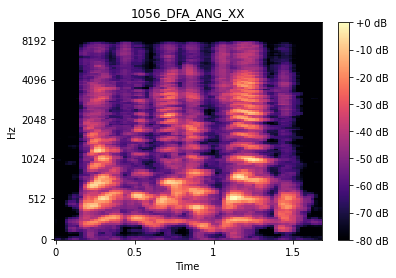 1056_DFA_ANG_XX
8192
4096
2048
1024
512
0
Hz
0
0.5
1
1.5
Time
+0 dB
-10 dB
-20 dB
-30 dB
-40 dB
-50 dB
-60 dB
-70 dB
-80 dB